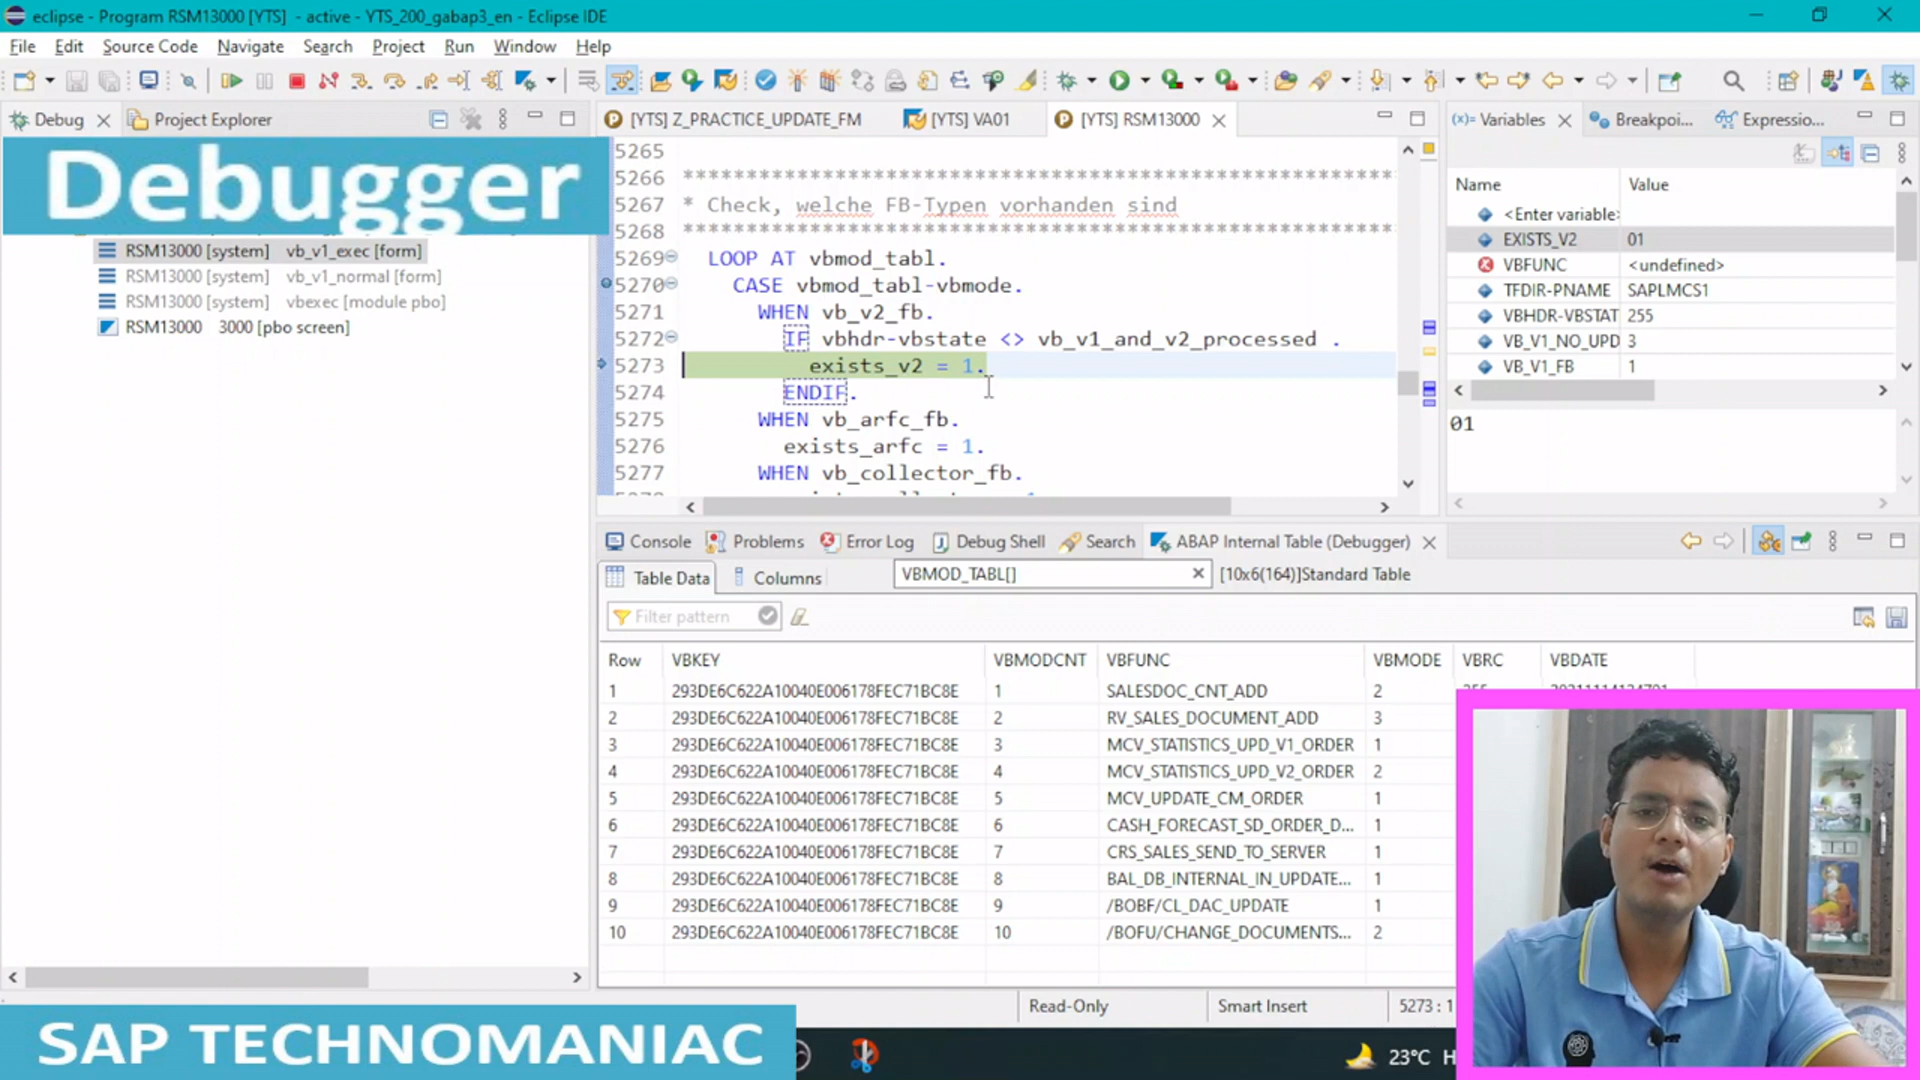 eclipse - Program RSM13000 [YTS] - active - YTS_200_gabap3_en - Eclipse IDE
File Edit Source Code Navigate Search Project Run Window Help
Debug Project Explorer
Debugger
RSM13000 [system] vb_v1_exec [form]
RSM13000 [system] vb_v1_normal [form]
RSM13000 [system] vbexec [module pbo]
RSM13000 3000 [pbo screen]
[YTS] Z_PRACTICE_UPDATE_FM [YTS] VA01 [YTS] RSM13000
5265
5266 ********************************************************
5267 * Check, welche FB-Typen vorhanden sind
5268 ********************************************************
5269 LOOP AT vbmod_tabl.
5270 CASE vbmod_tabl-vbmode.
5271 WHEN vb_v2_fb.
5272 IF vbhdr-vbstate <> vb_v1_and_v2_processed .
5273 exists_v2 = 1.
5274 ENDIF.
5275 WHEN vb_arfc_fb.
5276 exists_arfc = 1.
5277 WHEN vb_collector_fb.
(x)= Variables Breakpoi... Expressio...
Name Value
<Enter variable>
EXISTS_V2 01
VBFUNC <undefined>
TFDIR-PNAME SAPLMCS1
VBHDR-VBSTAT 255
VB_V1_NO_UPD 3
VB_V1_FB 1
01
Console Problems Error Log Debug Shell Search ABAP Internal Table (Debugger)
Table Data Columns VBMOD_TABL[] [10x6(164)]Standard Table
Filter pattern
Row VBKEY VBMODCNT VBFUNC VBMODE VBRC VBDATE
1 293DE6C622A10040E006178FEC71BC8E 1 SALESDOC_CNT_ADD 2
2 293DE6C622A10040E006178FEC71BC8E 2 RV_SALES_DOCUMENT_ADD 3
3 293DE6C622A10040E006178FEC71BC8E 3 MCV_STATISTICS_UPD_V1_ORDER 1
4 293DE6C622A10040E006178FEC71BC8E 4 MCV_STATISTICS_UPD_V2_ORDER 2
5 293DE6C622A10040E006178FEC71BC8E 5 MCV_UPDATE_CM_ORDER 1
6 293DE6C622A10040E006178FEC71BC8E 6 CASH_FORECAST_SD_ORDER_D... 1
7 293DE6C622A10040E006178FEC71BC8E 7 CRS_SALES_SEND_TO_SERVER 1
8 293DE6C622A10040E006178FEC71BC8E 8 BAL_DB_INTERNAL_IN_UPDATE... 1
9 293DE6C622A10040E006178FEC71BC8E 9 /BOBF/CL_DAC_UPDATE 1
10 293DE6C622A10040E006178FEC71BC8E 10 /BOFU/CHANGE_DOCUMENTS... 2
Read-Only Smart Insert 5273 : 1
SAP TECHNOMANIAC
23°C H